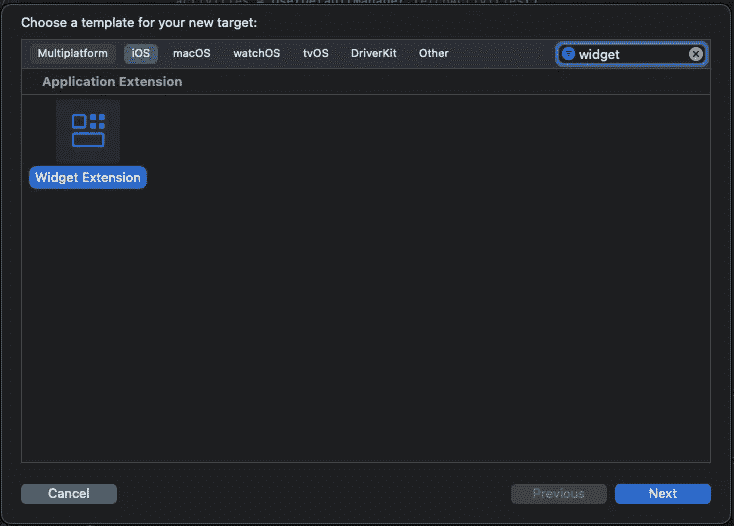 Choose a template for your new target:
Multiplatform iOS macOS watchOS tvOS DriverKit Other widget
Application Extension
Widget Extension
Cancel Previous Next